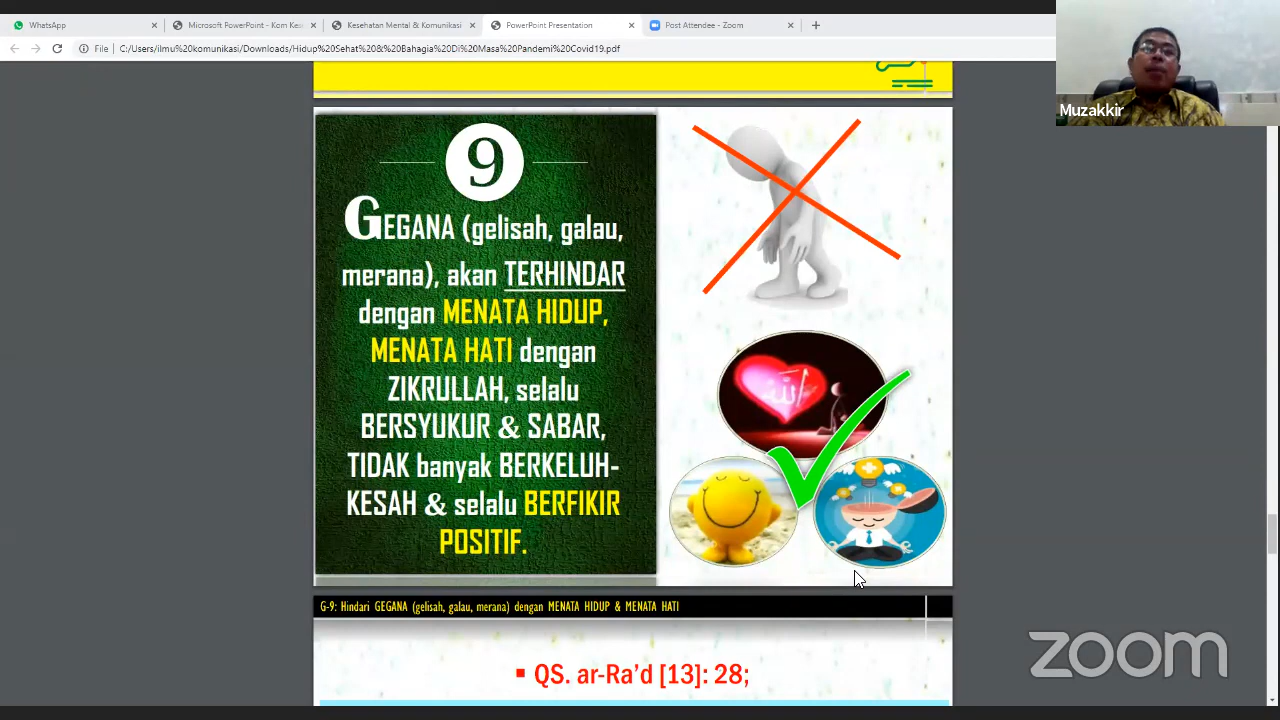 WhatsApp
Microsoft PowerPoint - Kom Kes
Kesehatan Mental & Komunikasi
PowerPoint Presentation
Post Attendee - Zoom
File
C:/Users/ilmu%20komunikasi/Downloads/Hidup%20Sehat%20&%20Bahagia%20Di%20Masa%20Pandemi%20Covid19.pdf
Muzakkir
9
GEGANA (gelisah, galau,
merana), akan TERHINDAR
dengan MENATA HIDUP,
MENATA HATI dengan
ZIKRULLAH, selalu
BERSYUKUR & SABAR,
TIDAK banyak BERKELUH-
KESAH & selalu BERFIKIR
POSITIF.
الله
G-9: Hindari GEGANA (gelisah, galau, merana) dengan MENATA HIDUP & MENATA HATI
▪ QS. ar-Ra’d [13]: 28;
zoom